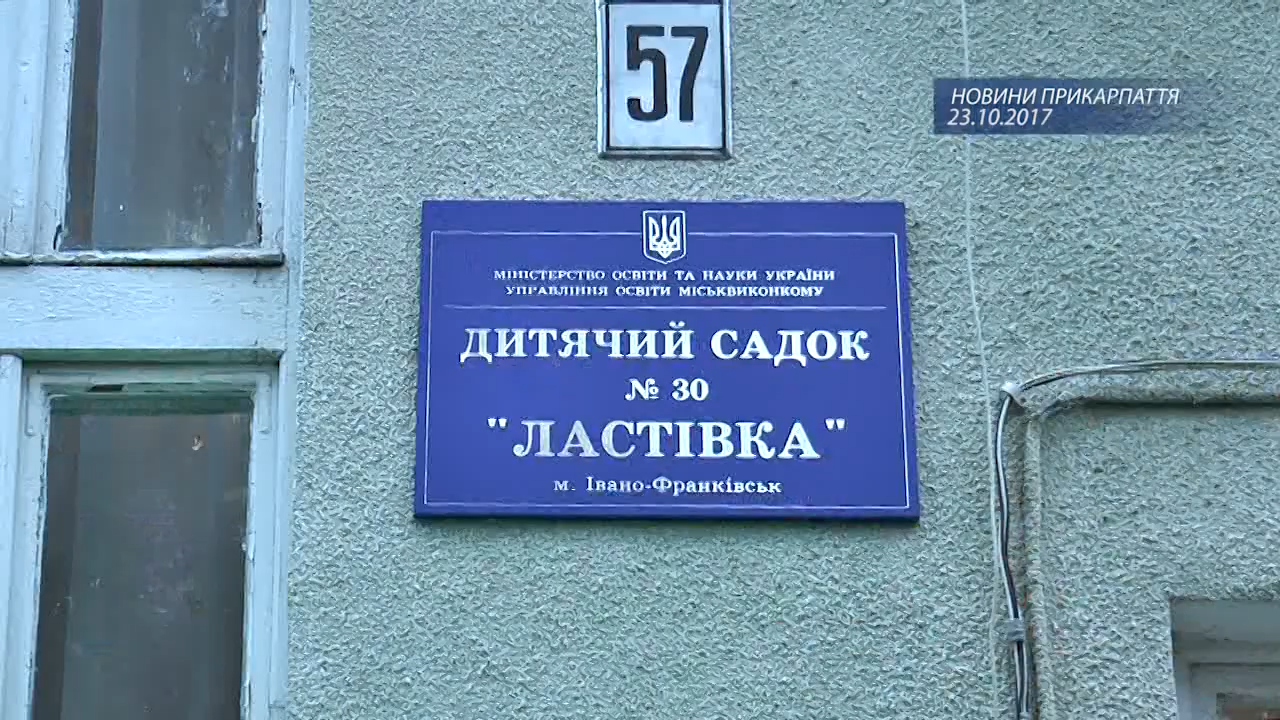 57
НОВИНИ ПРИКАРПАТТЯ
23.10.2017
МІНІСТЕРСТВО ОСВІТИ ТА НАУКИ УКРАЇНИ
УПРАВЛІННЯ ОСВІТИ МІСЬКВИКОНКОМУ
ДИТЯЧИЙ САДОК
№ 30
"ЛАСТІВКА"
м. Івано-Франківськ